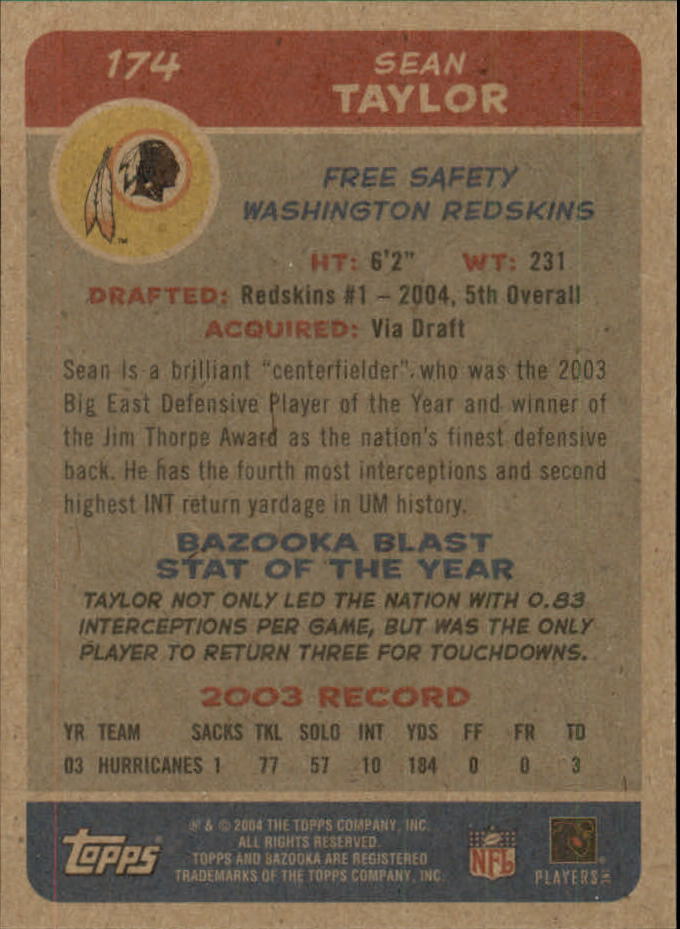 174
SEAN
TAYLOR
FREE SAFETY
WASHINGTON REDSKINS
™
HT: 6'2" WT: 231
DRAFTED: Redskins #1 – 2004, 5th Overall
ACQUIRED: Via Draft
Sean is a brilliant "centerfielder" who was the 2003
Big East Defensive Player of the Year and winner of
the Jim Thorpe Award as the nation's finest defensive
back. He has the fourth most interceptions and second
highest INT return yardage in UM history.
BAZOOKA BLAST
STAT OF THE YEAR
TAYLOR NOT ONLY LED THE NATION WITH 0.83
INTERCEPTIONS PER GAME, BUT WAS THE ONLY
PLAYER TO RETURN THREE FOR TOUCHDOWNS.
2003 RECORD
YR TEAM SACKS TKL SOLO INT YDS FF FR TD
03 HURRICANES 1 77 57 10 184 0 0 3
topps
® & © 2004 THE TOPPS COMPANY, INC.
ALL RIGHTS RESERVED.
TOPPS AND BAZOOKA ARE REGISTERED
TRADEMARKS OF THE TOPPS COMPANY, INC.
NFL
PLAYERS INC